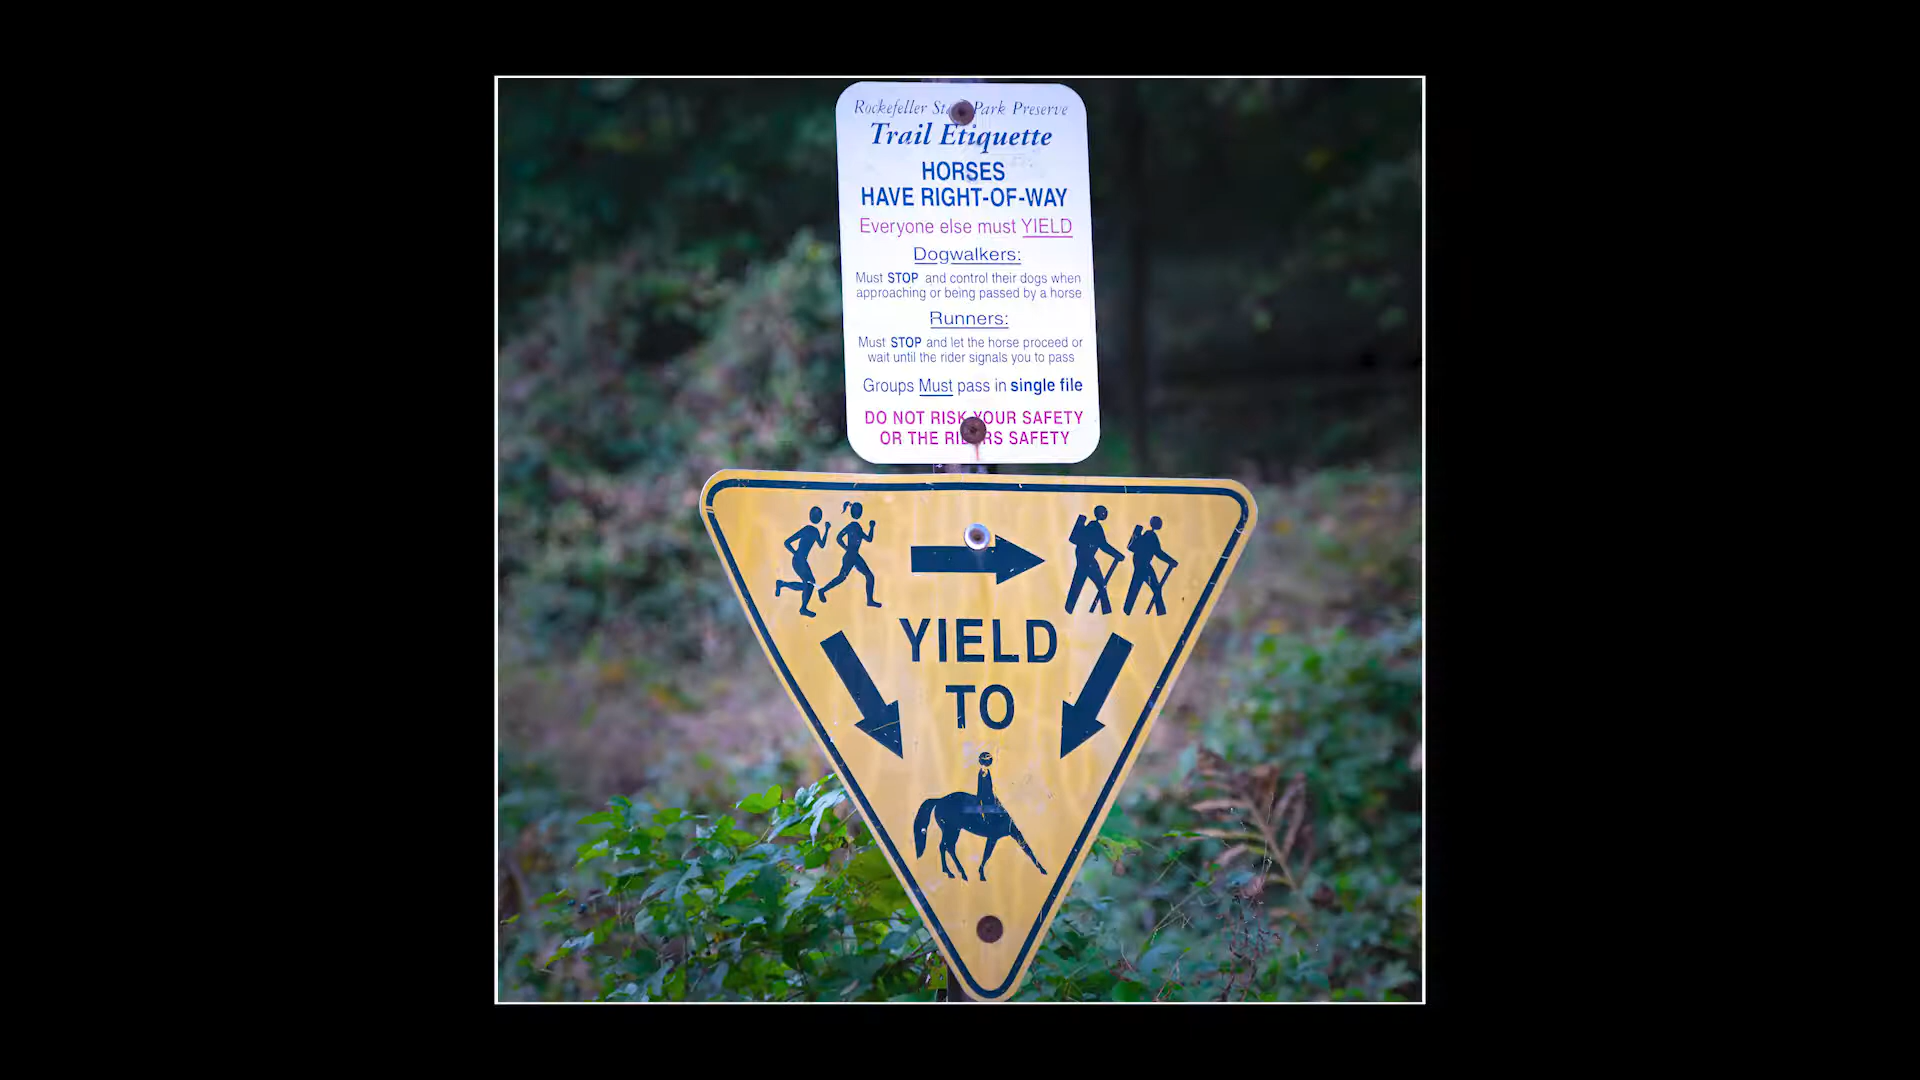 Rockefeller State Park Preserve
Trail Etiquette
HORSES
HAVE RIGHT-OF-WAY
Everyone else must YIELD
Dogwalkers:
Must STOP and control their dogs when
approaching or being passed by a horse
Runners:
Must STOP and let the horse proceed or
wait until the rider signals you to pass
Groups Must pass in single file
DO NOT RISK YOUR SAFETY
OR THE RIDERS SAFETY
YIELD
TO